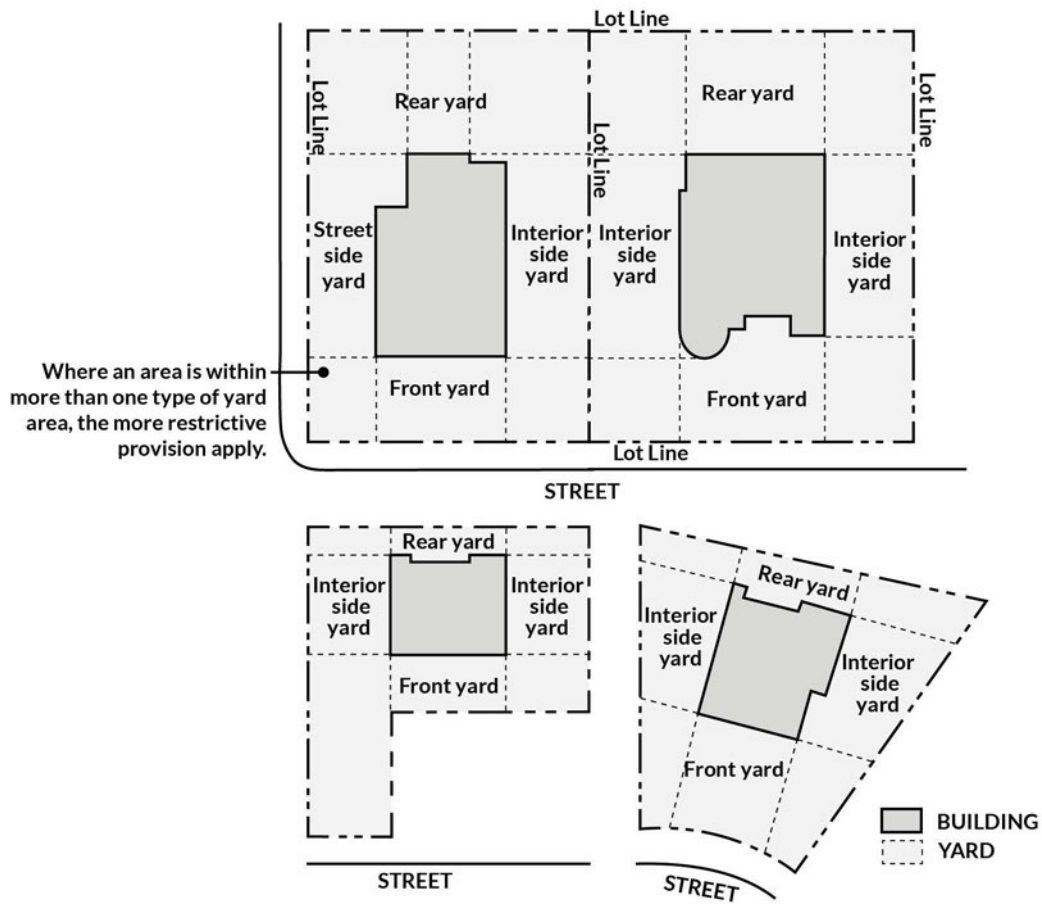 Lot Line
Lot Line
Rear yard
Lot Line
Rear yard
Lot Line
Street
side
yard
Interior
side
yard
Interior
side
yard
Interior
side
yard
Where an area is within
more than one type of yard
area, the more restrictive
provision apply.
Front yard
Front yard
Lot Line
STREET
Rear yard
Interior
side
yard
Interior
side
yard
Front yard
STREET
Rear yard
Interior
side
yard
Interior
side
yard
Front yard
STREET
BUILDING
YARD